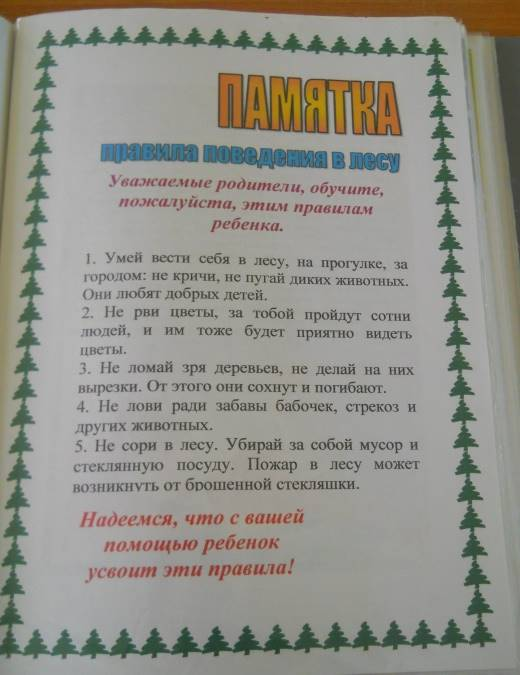 ПАМЯТКА
правила поведения в лесу
Уважаемые родители, обучите,
пожалуйста, этим правилам
ребенка.
1. Умей вести себя в лесу, на прогулке, за
городом: не кричи, не пугай диких животных.
Они любят добрых детей.
2. Не рви цветы, за тобой пройдут сотни
людей, и им тоже будет приятно видеть
цветы.
3. Не ломай зря деревьев, не делай на них
вырезки. От этого они сохнут и погибают.
4. Не лови ради забавы бабочек, стрекоз и
других животных.
5. Не сори в лесу. Убирай за собой мусор и
стеклянную посуду. Пожар в лесу может
возникнуть от брошенной стекляшки.
Надеемся, что с вашей
помощью ребенок
усвоит эти правила!